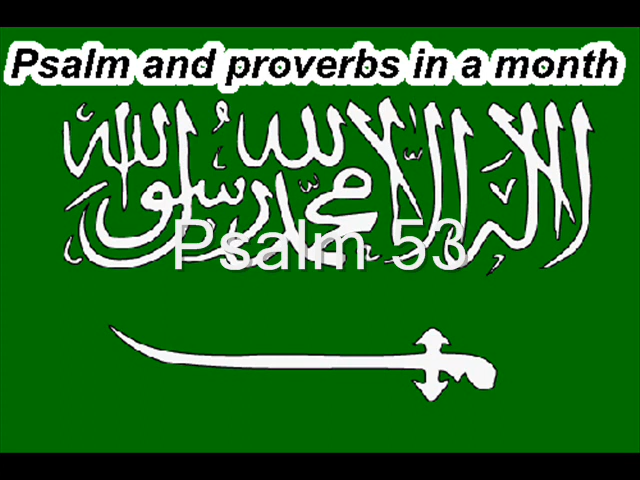 Psalm and proverbs in a month
لا إله إلا الله محمد رسول الله
Psalm 53